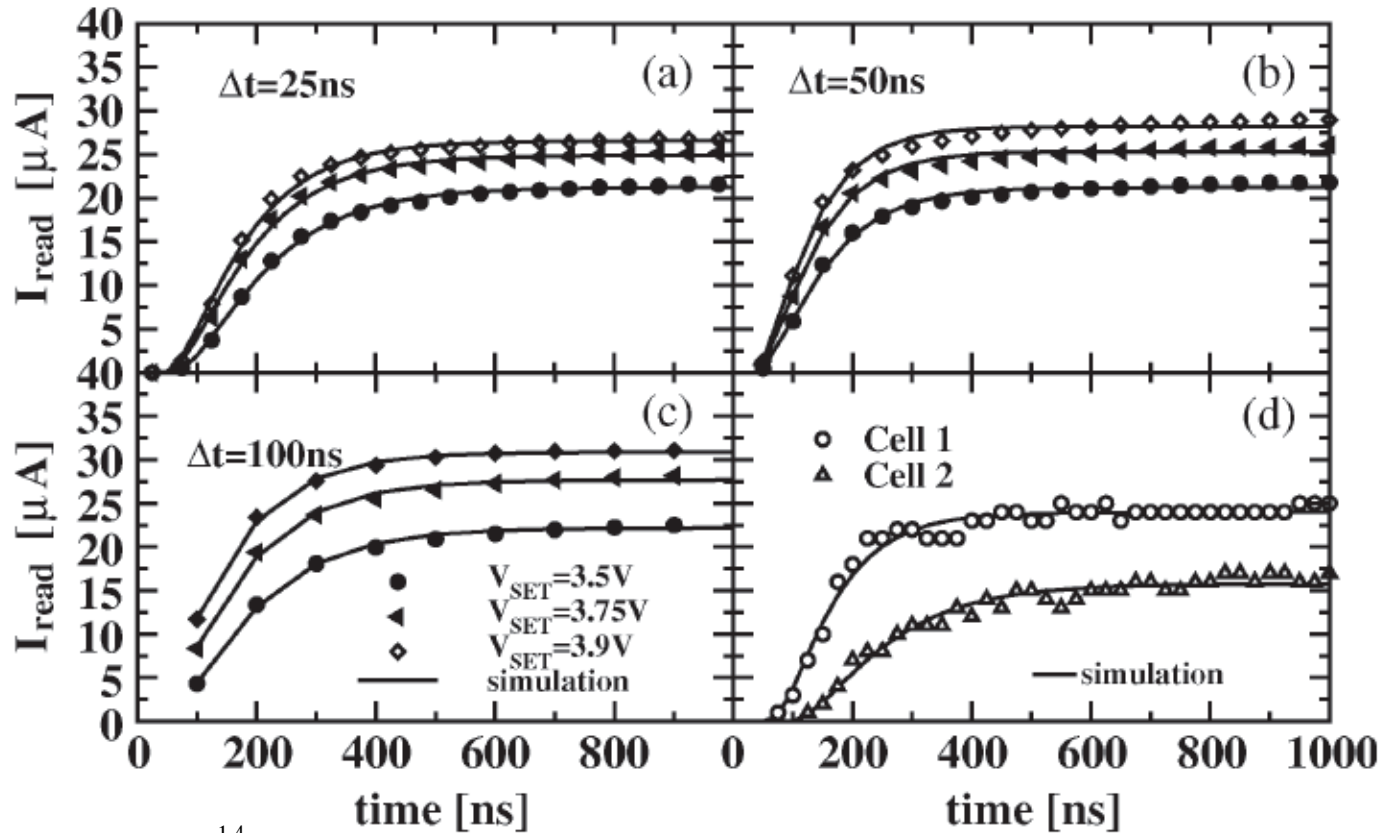 40
35
30
25
20
15
10
5
40
I_read [μ A]
Δt=25ns
(a)
Δt=50ns
(b)
35
30
25
20
15
10
5
0
I_read [μ A]
Δt=100ns
(c)
V_SET=3.5V
V_SET=3.75V
V_SET=3.9V
simulation
(d)
Cell 1
Cell 2
simulation
0 200 400 600 800 0 200 400 600 800 1000
time [ns] time [ns]
14